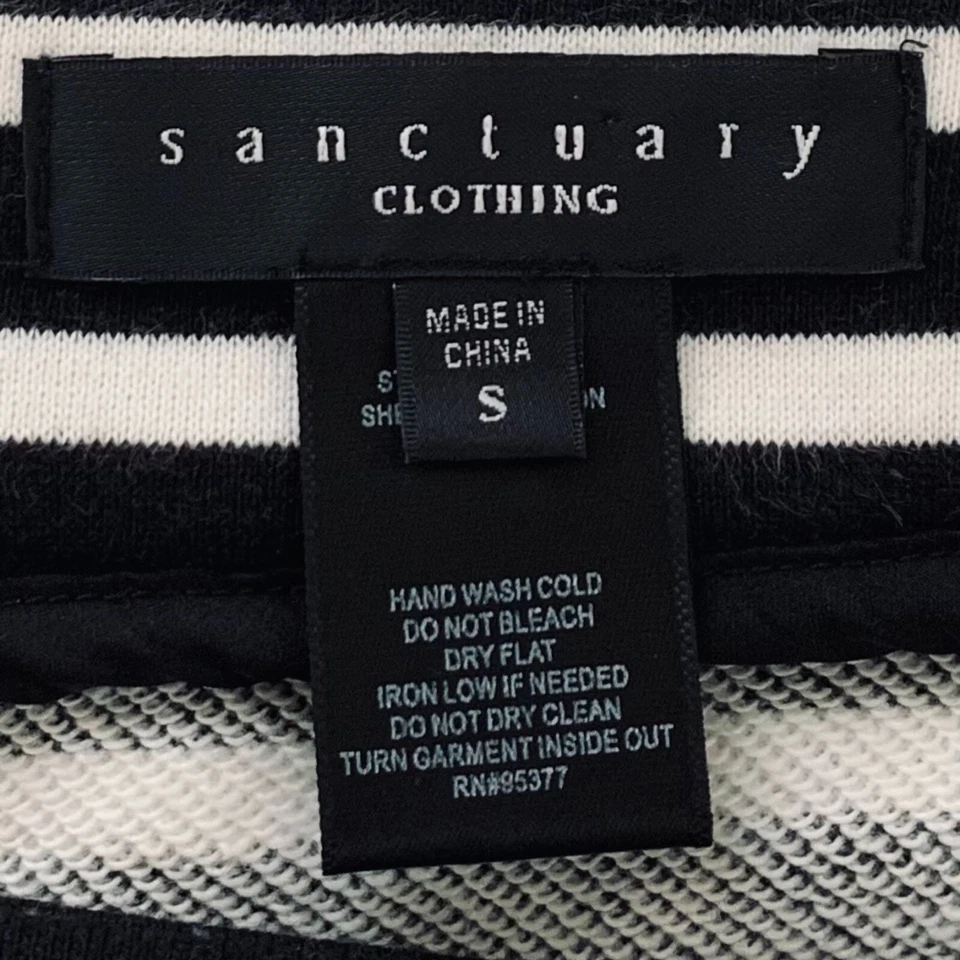 sanctuary
CLOTHING
MADE IN
CHINA
S
HAND WASH COLD
DO NOT BLEACH
DRY FLAT
IRON LOW IF NEEDED
DO NOT DRY CLEAN
TURN GARMENT INSIDE OUT
RN#95377